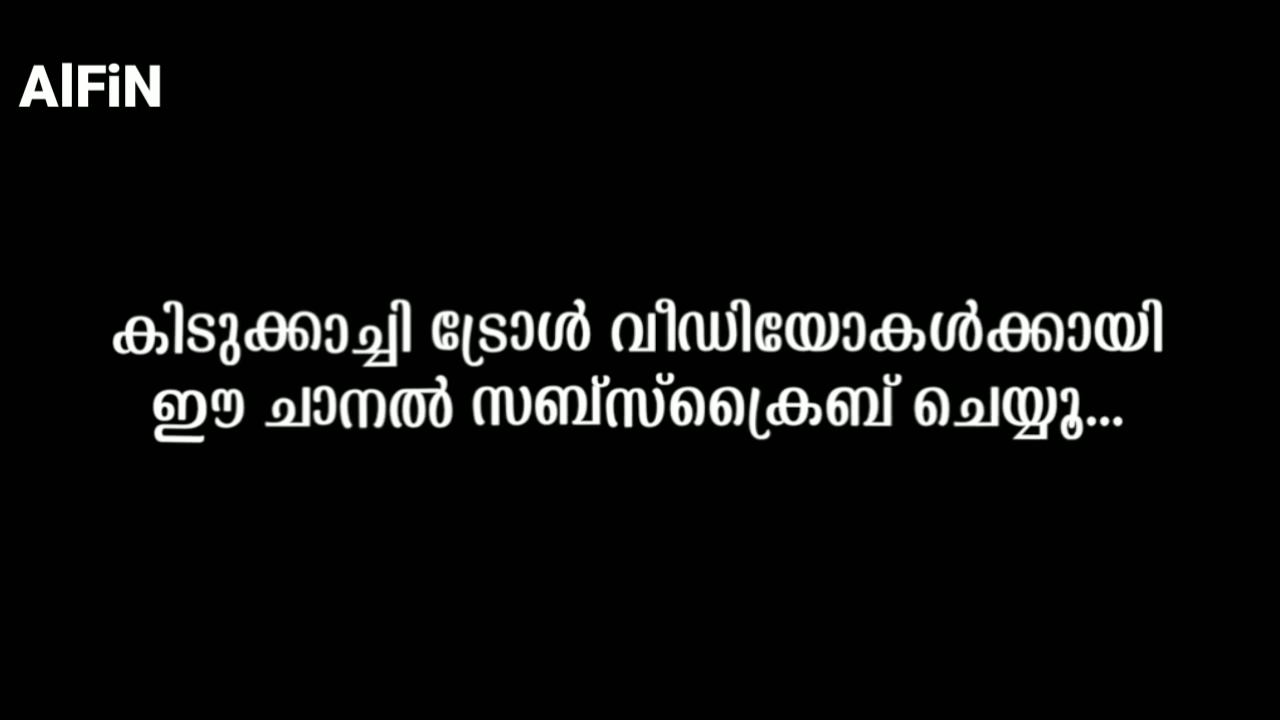 AlFiN
കിടുക്കാച്ചി ട്രോൾ വീഡിയോകൾക്കായി
ഈ ചാനൽ സബ്സ്ക്രൈബ് ചെയ്യൂ...